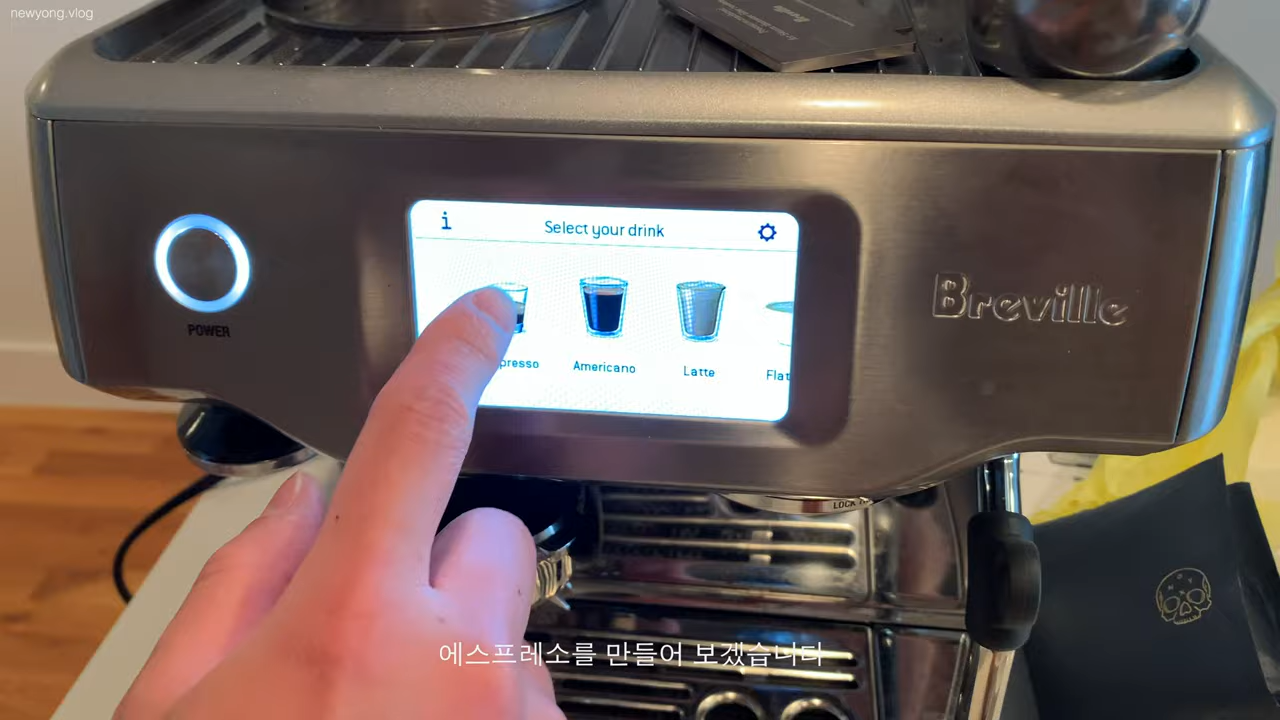 newyong.vlog
i
Select your drink
presso
Americano
Latte
Flat
POWER
Breville
LOCK
에스프레소를 만들어 보겠습니다